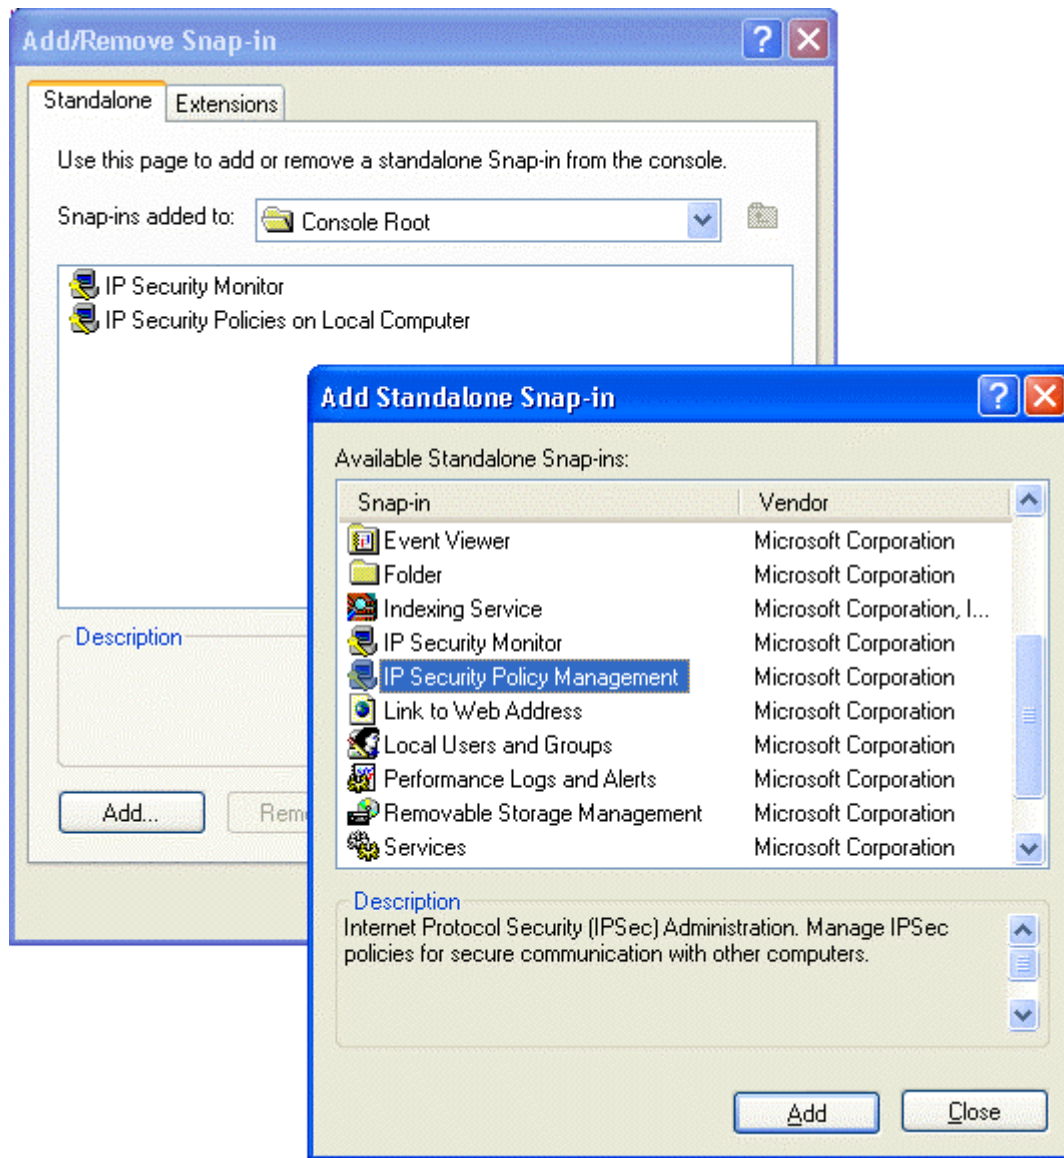 Add/Remove Snap-in
Standalone
Extensions
Use this page to add or remove a standalone Snap-in from the console.
Snap-ins added to:
Console Root
IP Security Monitor
IP Security Policies on Local Computer
Description
Add...
Add Standalone Snap-in
Available Standalone Snap-ins:
Snap-in Vendor
Event Viewer Microsoft Corporation
Folder Microsoft Corporation
Indexing Service Microsoft Corporation, I...
IP Security Monitor Microsoft Corporation
IP Security Policy Management Microsoft Corporation
Link to Web Address Microsoft Corporation
Local Users and Groups Microsoft Corporation
Performance Logs and Alerts Microsoft Corporation
Removable Storage Management Microsoft Corporation
Services Microsoft Corporation
Description
Internet Protocol Security (IPSec) Administration. Manage IPSec
policies for secure communication with other computers.
Add
Close